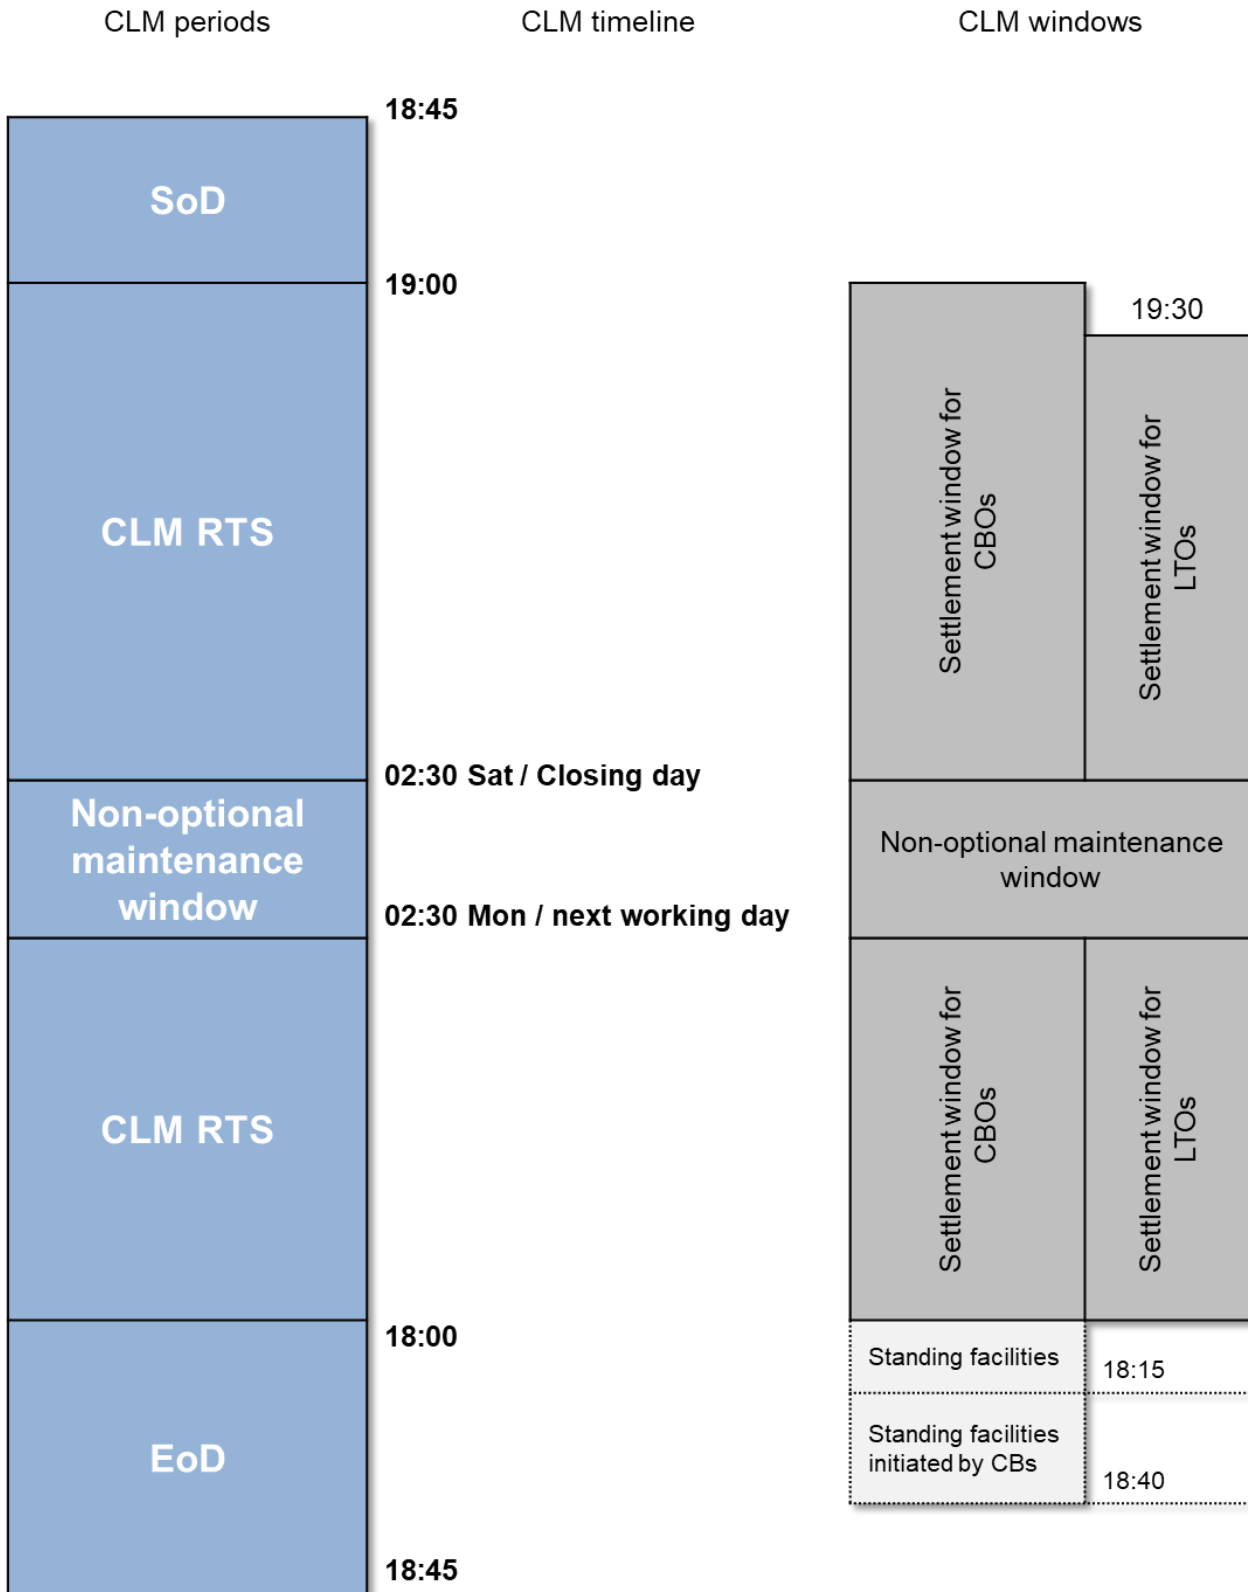 CLM periods
CLM timeline
CLM windows
18:45
SoD
19:00
19:30
CLM RTS
Settlement window for
CBOs
Settlement window for
LTOs
02:30 Sat / Closing day
Non-optional
maintenance
window
Non-optional maintenance
window
02:30 Mon / next working day
CLM RTS
Settlement window for
CBOs
Settlement window for
LTOs
18:00
Standing facilities
18:15
EoD
Standing facilities
initiated by CBs
18:40
18:45